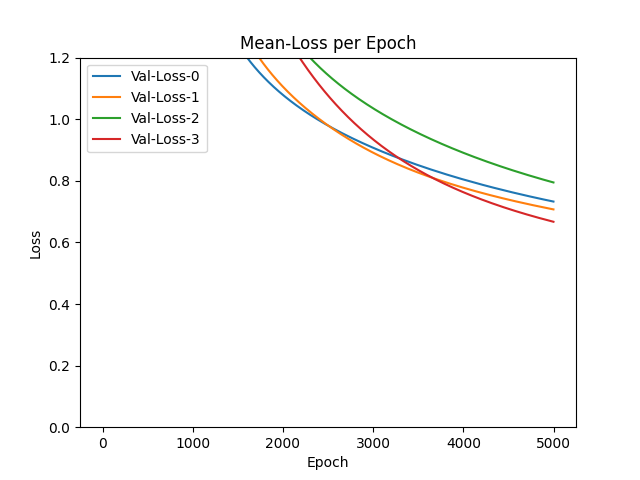 Mean-Loss per Epoch
Val-Loss-0
Val-Loss-1
Val-Loss-2
Val-Loss-3
1.2
1.0
0.8
0.6
0.4
0.2
0.0
Loss
0 1000 2000 3000 4000 5000
Epoch